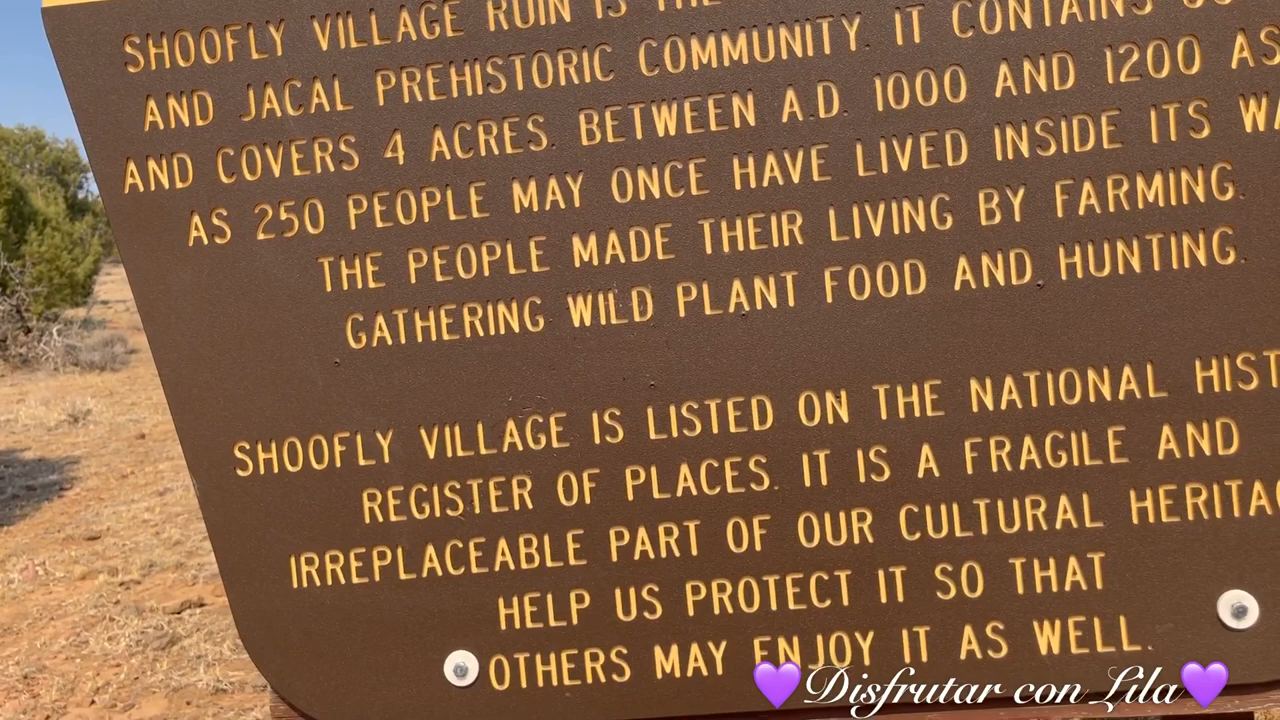 SHOOFLY VILLAGE RUIN IS THE
AND JACAL PREHISTORIC COMMUNITY. IT CONTAINS
AND COVERS 4 ACRES. BETWEEN A.D. 1000 AND 1200 AS
AS 250 PEOPLE MAY ONCE HAVE LIVED INSIDE ITS
THE PEOPLE MADE THEIR LIVING BY FARMING.
GATHERING WILD PLANT FOOD AND HUNTING.
SHOOFLY VILLAGE IS LISTED ON THE NATIONAL HIST
REGISTER OF PLACES. IT IS A FRAGILE AND
IRREPLACEABLE PART OF OUR CULTURAL HERITAG
HELP US PROTECT IT SO THAT
OTHERS MAY ENJOY IT AS WELL.
💜Disfrutar con Lila💜